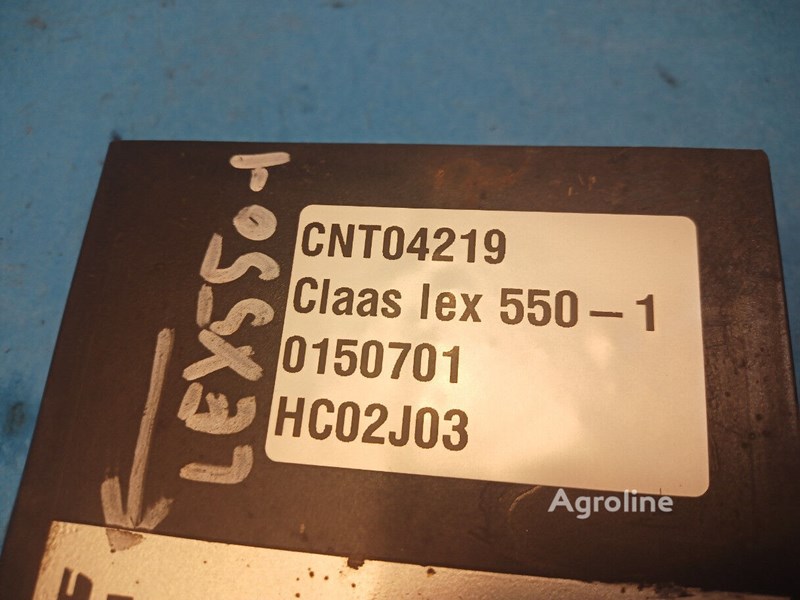 CNT04219
Claas lex 550-1
0150701
HC02J03
LEX550-1
Agroline